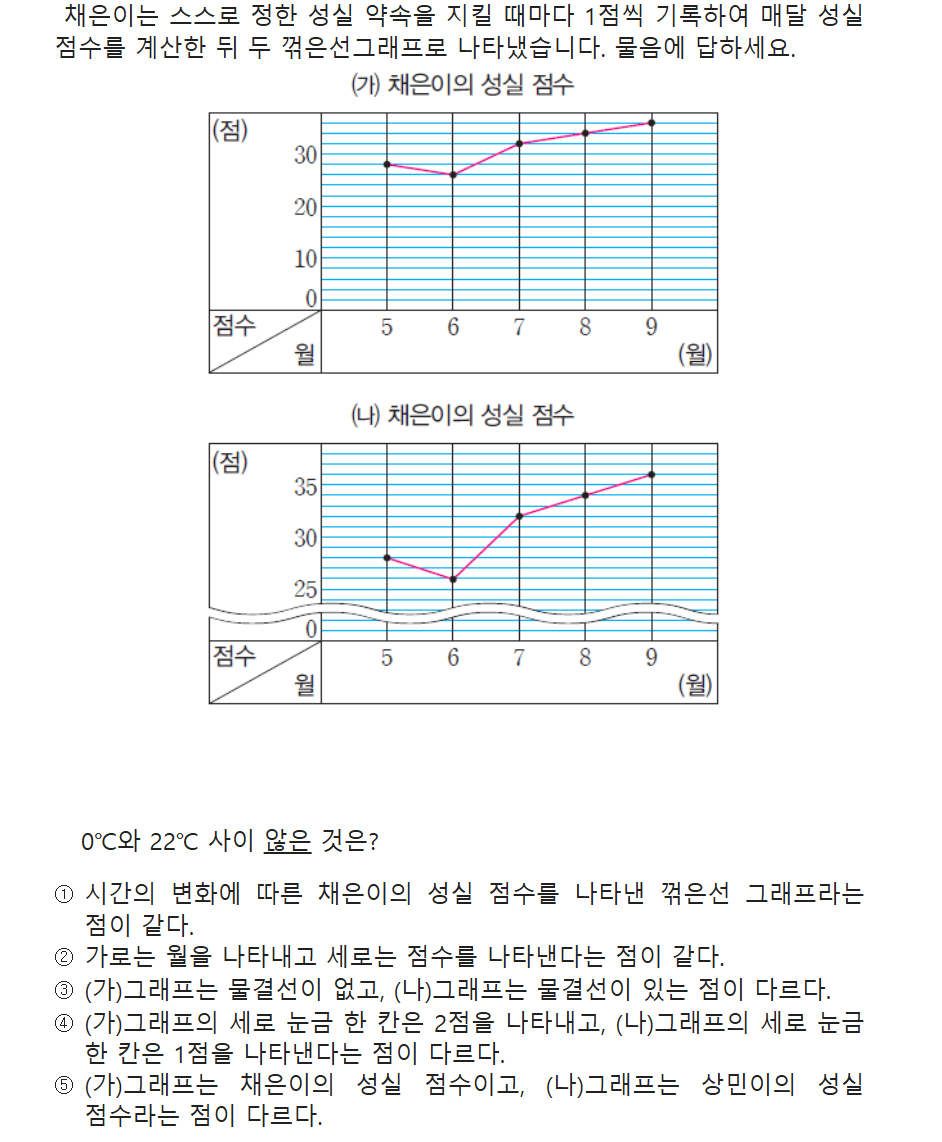 채은이는 스스로 정한 성실 약속을 지킬 때마다 1점씩 기록하여 매달 성실
점수를 계산한 뒤 두 꺾은선그래프로 나타냈습니다. 물음에 답하세요.
(가) 채은이의 성실 점수
(점)
30
20
10
0
점수
월
5 6 7 8 9
(월)
(나) 채은이의 성실 점수
(점)
35
30
25
0
점수
월
5 6 7 8 9
(월)
0℃와 22℃ 사이 않은 것은?
① 시간의 변화에 따른 채은이의 성실 점수를 나타낸 꺾은선 그래프라는
점이 같다.
② 가로는 월을 나타내고 세로는 점수를 나타낸다는 점이 같다.
③ (가)그래프는 물결선이 없고, (나)그래프는 물결선이 있는 점이 다르다.
④ (가)그래프의 세로 눈금 한 칸은 2점을 나타내고, (나)그래프의 세로 눈금
한 칸은 1점을 나타낸다는 점이 다르다.
⑤ (가)그래프는 채은이의 성실 점수이고, (나)그래프는 상민이의 성실
점수라는 점이 다르다.